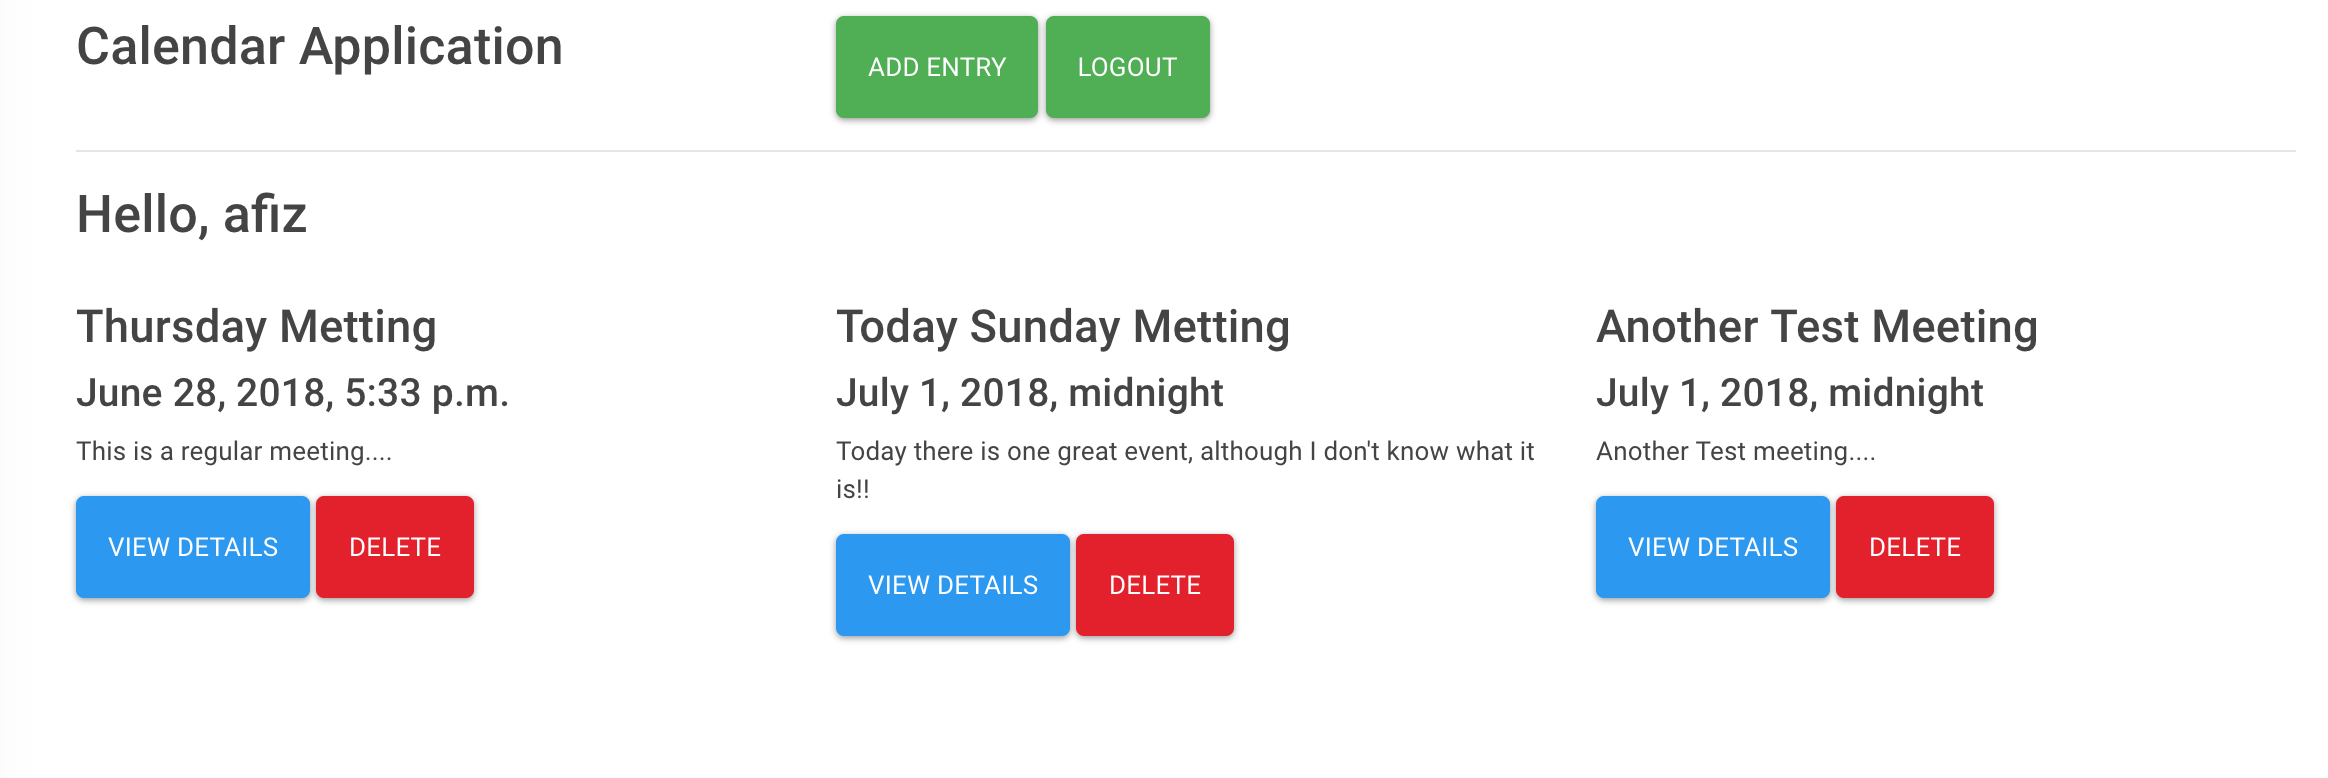 Calendar Application
ADD ENTRY
LOGOUT
Hello, afiz
Thursday Metting
June 28, 2018, 5:33 p.m.
This is a regular meeting....
VIEW DETAILS
DELETE
Today Sunday Metting
July 1, 2018, midnight
Today there is one great event, although I don't know what it
is!!
VIEW DETAILS
DELETE
Another Test Meeting
July 1, 2018, midnight
Another Test meeting....
VIEW DETAILS
DELETE